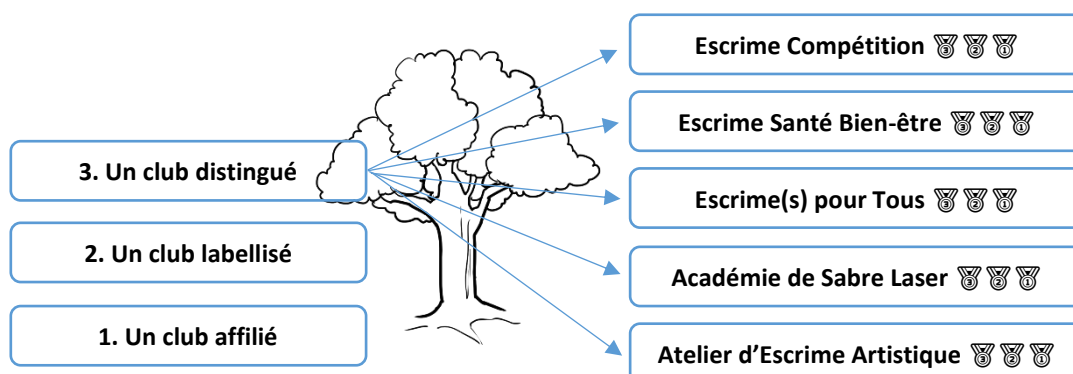 Escrime Compétition 🥉🥈🥇
Escrime Santé Bien-être 🥉🥈🥇
3. Un club distingué
Escrime(s) pour Tous 🥉🥈🥇
2. Un club labellisé
Académie de Sabre Laser 🥉🥈🥇
1. Un club affilié
Atelier d’Escrime Artistique 🥉🥈🥇